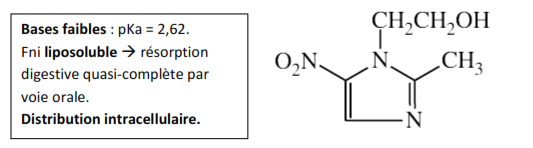 Bases faibles : pKa = 2,62.
Fni liposoluble → résorption
digestive quasi-complète par
voie orale.
Distribution intracellulaire.
CH₂CH₂OH
O₂N N CH₃
N